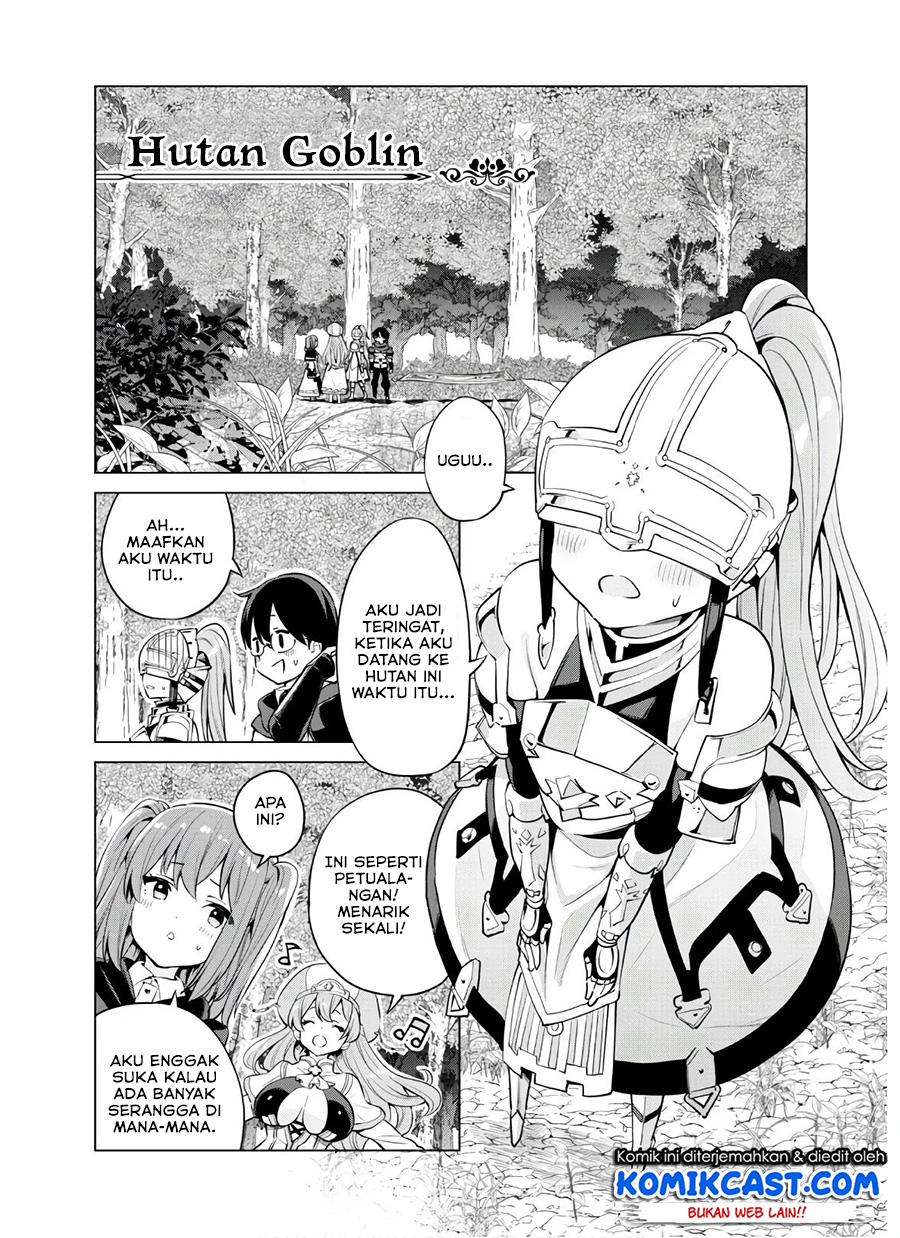 Hutan Goblin
UGUU..
AKU JADI
TERINGAT,
KETIKA AKU
DATANG KE
HUTAN INI
WAKTU ITU...
AH...
MAAFKAN
AKU WAKTU
ITU..
INI SEPERTI
PETUALA-
NGAN!
MENARIK
SEKALI!
APA
INI?
AKU ENGGAK
SUKA KALAU
ADA BANYAK
SERANGGA DI
MANA-MANA.
Komik ini diterjemahkan & diedit oleh
KOMIKCAST.COM
BUKAN WEB LAIN!!